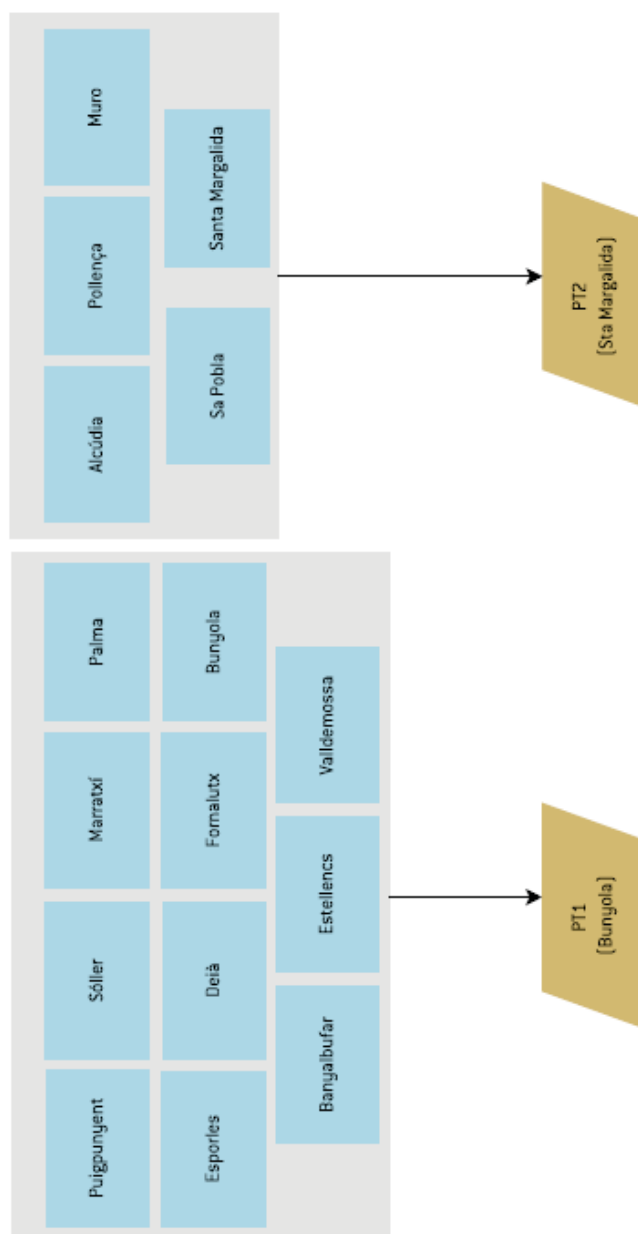 Puigpunyent
Sóller
Marratxí
Palma
Esporles
Deià
Fornalutx
Bunyola
Banyalbufar
Estellencs
Valldemossa
PT1
(Bunyola)
Alcúdia
Pollença
Muro
Sa Pobla
Santa Margalida
PT2
(Sta Margalida)